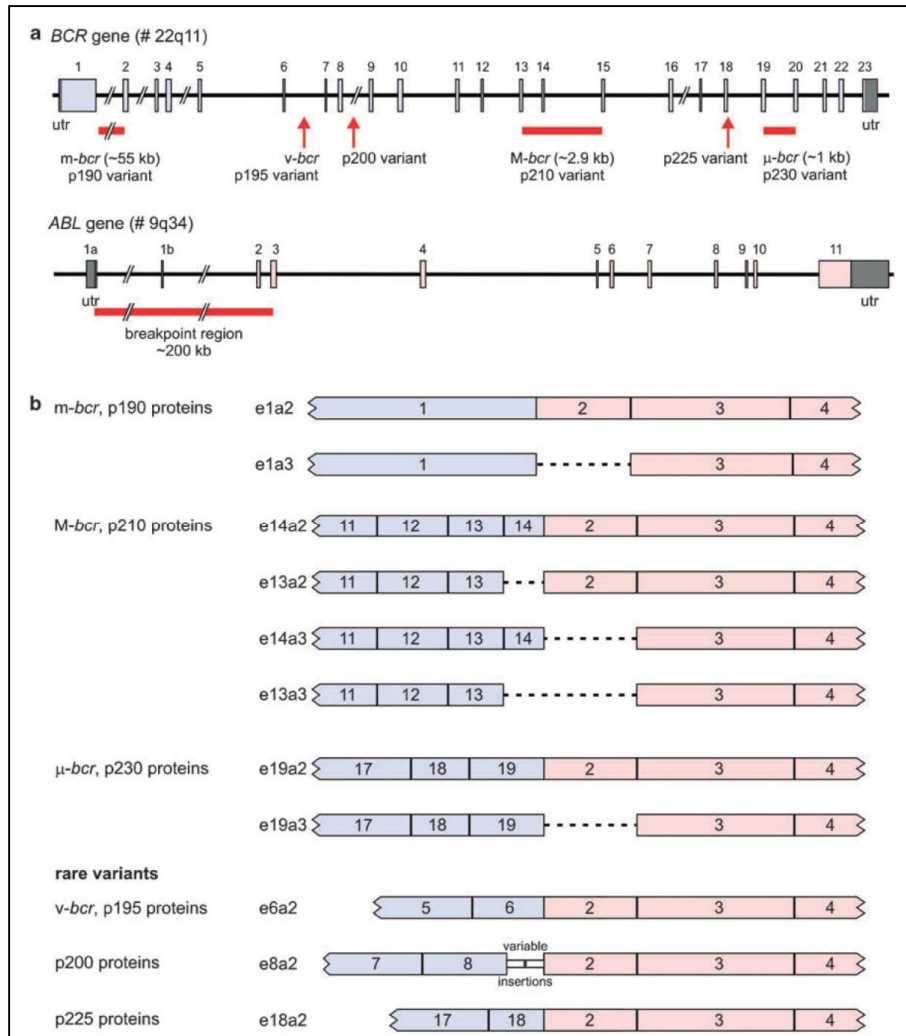 a BCR gene (# 22q11)
1 2 3 4 5 6 7 8 9 10 11 12 13 14 15 16 17 18 19 20 21 22 23
utr utr
m-bcr (~55 kb) v-bcr p200 variant M-bcr (~2.9 kb) p225 variant μ-bcr (~1 kb)
p190 variant p195 variant p210 variant p230 variant
ABL gene (# 9q34)
1a 1b 2 3 4 5 6 7 8 9 10 11
utr utr
breakpoint region
~200 kb
b m-bcr, p190 proteins e1a2 1 2 3 4
e1a3 1 3 4
M-bcr, p210 proteins e14a2 11 12 13 14 2 3 4
e13a2 11 12 13 2 3 4
e14a3 11 12 13 14 3 4
e13a3 11 12 13 3 4
μ-bcr, p230 proteins e19a2 17 18 19 2 3 4
e19a3 17 18 19 3 4
rare variants
v-bcr, p195 proteins e6a2 5 6 2 3 4
variable
p200 proteins e8a2 7 8 2 3 4
insertions
p225 proteins e18a2 17 18 2 3 4